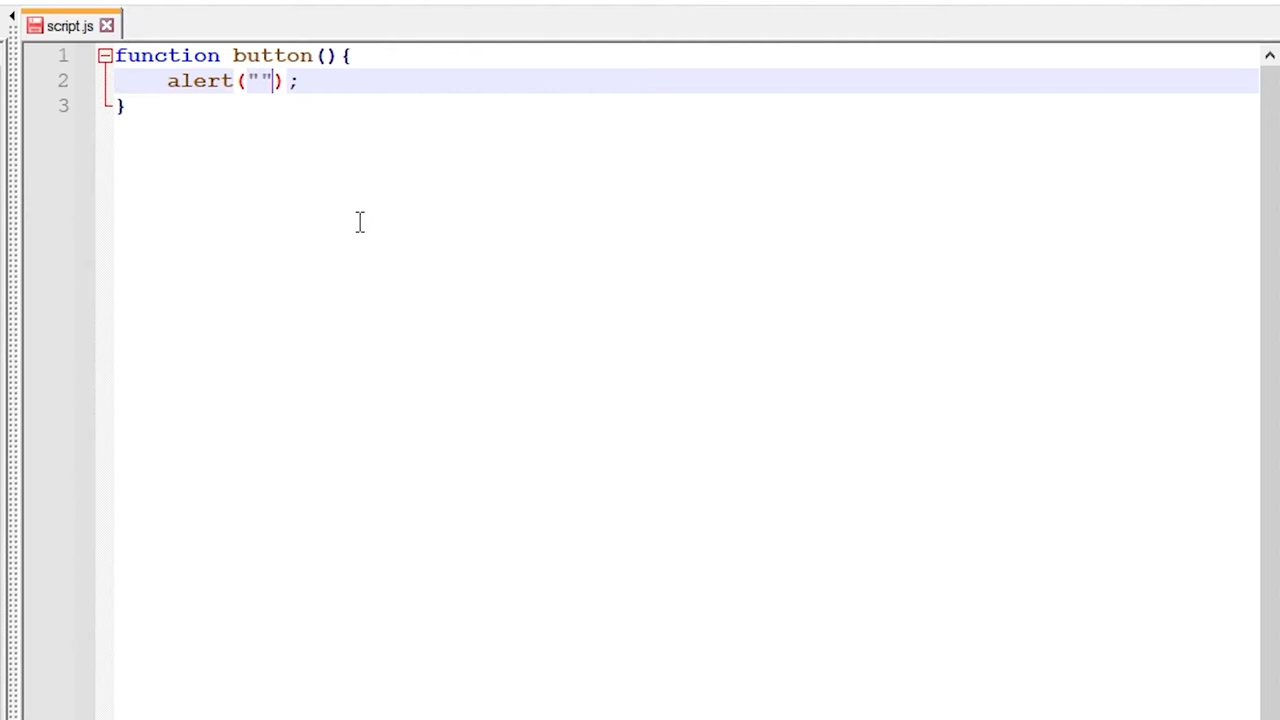 script.js
1 function button(){
2 alert("");
3 }